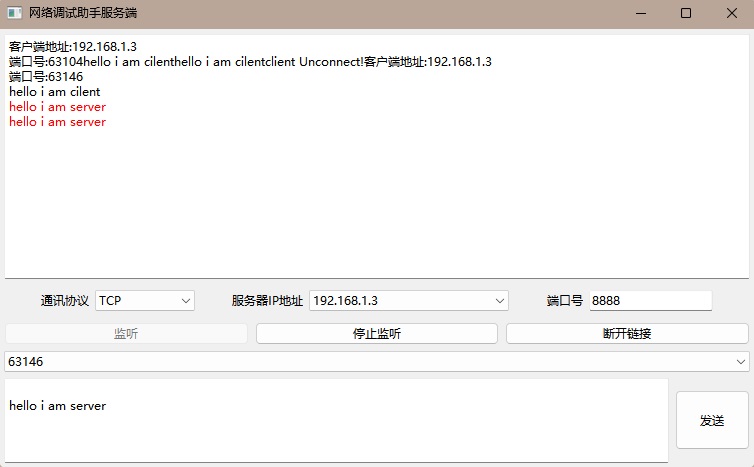 网络调试助手服务端
客户端地址:192.168.1.3
端口号:63104hello i am cilenthello i am cilentclient Unconnect!客户端地址:192.168.1.3
端口号:63146
hello i am cilent
hello i am server
hello i am server
通讯协议 TCP 服务器IP地址 192.168.1.3 端口号 8888
监听 停止监听 断开链接
63146
hello i am server
发送